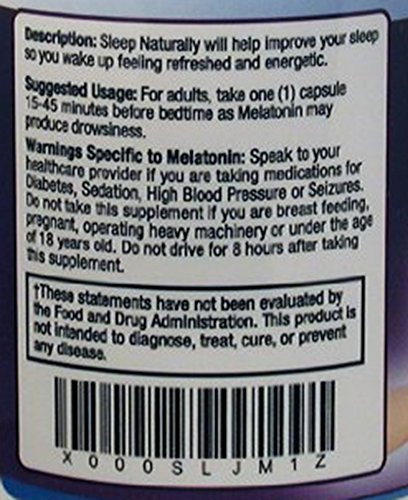 Description: Sleep Naturally will help improve your sleep
so you wake up feeling refreshed and energetic.
Suggested Usage: For adults, take one (1) capsule
15-45 minutes before bedtime as Melatonin may
produce drowsiness.
Warnings Specific to Melatonin: Speak to your
healthcare provider if you are taking medications for
Diabetes, Sedation, High Blood Pressure or Seizures.
Do not take this supplement if you are breast feeding,
pregnant, operating heavy machinery or under the age
of 18 years old. Do not drive for 8 hours after taking
this supplement.
†These statements have not been evaluated by
the Food and Drug Administration. This product is
not intended to diagnose, treat, cure, or prevent
any disease.
X000SLJM1Z